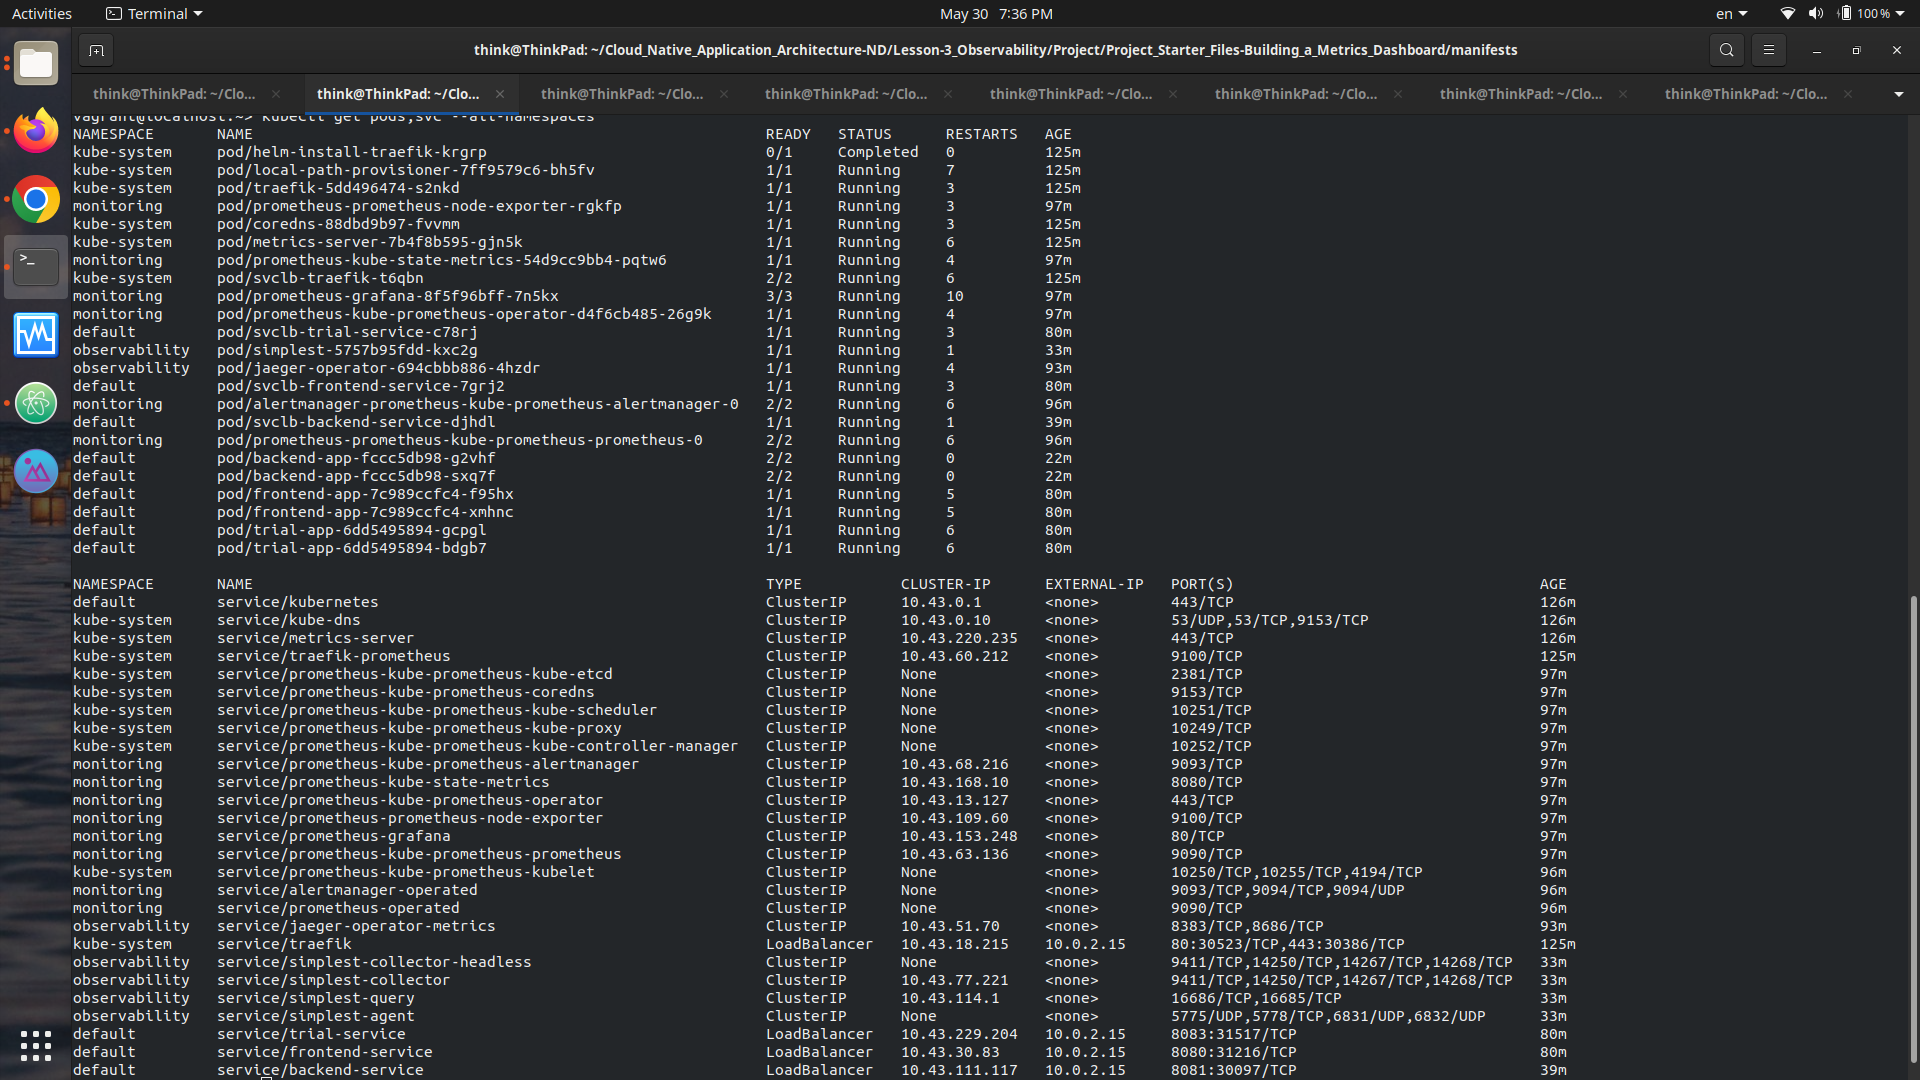 Activities Terminal May 30 7:36 PM en 100 %
think@ThinkPad: ~/Cloud_Native_Application_Architecture-ND/Lesson-3_Observability/Project/Project_Starter_Files-Building_a_Metrics_Dashboard/manifests
think@ThinkPad: ~/Clo... think@ThinkPad: ~/Clo... think@ThinkPad: ~/Clo... think@ThinkPad: ~/Clo... think@ThinkPad: ~/Clo... think@ThinkPad: ~/Clo... think@ThinkPad: ~/Clo... think@ThinkPad: ~/Clo...
vagrant@localhost:~> kubectl get pods,svc --all-namespaces
NAMESPACE NAME READY STATUS RESTARTS AGE
kube-system pod/helm-install-traefik-krgrp 0/1 Completed 0 125m
kube-system pod/local-path-provisioner-7ff9579c6-bh5fv 1/1 Running 7 125m
kube-system pod/traefik-5dd496474-s2nkd 1/1 Running 3 125m
monitoring pod/prometheus-prometheus-node-exporter-rgkfp 1/1 Running 3 97m
kube-system pod/coredns-88dbd9b97-fvvmm 1/1 Running 3 125m
kube-system pod/metrics-server-7b4f8b595-gjn5k 1/1 Running 6 125m
monitoring pod/prometheus-kube-state-metrics-54d9cc9bb4-pqtw6 1/1 Running 4 97m
kube-system pod/svclb-traefik-t6qbn 2/2 Running 6 125m
monitoring pod/prometheus-grafana-8f5f96bff-7n5kx 3/3 Running 10 97m
monitoring pod/prometheus-kube-prometheus-operator-d4f6cb485-26g9k 1/1 Running 4 97m
default pod/svclb-trial-service-c78rj 1/1 Running 3 80m
observability pod/simplest-5757b95fdd-kxc2g 1/1 Running 1 33m
observability pod/jaeger-operator-694cbbb886-4hzdr 1/1 Running 4 93m
default pod/svclb-frontend-service-7grj2 1/1 Running 3 80m
monitoring pod/alertmanager-prometheus-kube-prometheus-alertmanager-0 2/2 Running 6 96m
default pod/svclb-backend-service-djhdl 1/1 Running 1 39m
monitoring pod/prometheus-prometheus-kube-prometheus-prometheus-0 2/2 Running 6 96m
default pod/backend-app-fccc5db98-g2vhf 2/2 Running 0 22m
default pod/backend-app-fccc5db98-sxq7f 2/2 Running 0 22m
default pod/frontend-app-7c989ccfc4-f95hx 1/1 Running 5 80m
default pod/frontend-app-7c989ccfc4-xmhnc 1/1 Running 5 80m
default pod/trial-app-6dd5495894-gcpgl 1/1 Running 6 80m
default pod/trial-app-6dd5495894-bdgb7 1/1 Running 6 80m
NAMESPACE NAME TYPE CLUSTER-IP EXTERNAL-IP PORT(S) AGE
default service/kubernetes ClusterIP 10.43.0.1 <none> 443/TCP 126m
kube-system service/kube-dns ClusterIP 10.43.0.10 <none> 53/UDP,53/TCP,9153/TCP 126m
kube-system service/metrics-server ClusterIP 10.43.220.235 <none> 443/TCP 126m
kube-system service/traefik-prometheus ClusterIP 10.43.60.212 <none> 9100/TCP 125m
kube-system service/prometheus-kube-prometheus-kube-etcd ClusterIP None <none> 2381/TCP 97m
kube-system service/prometheus-kube-prometheus-coredns ClusterIP None <none> 9153/TCP 97m
kube-system service/prometheus-kube-prometheus-kube-scheduler ClusterIP None <none> 10251/TCP 97m
kube-system service/prometheus-kube-prometheus-kube-proxy ClusterIP None <none> 10249/TCP 97m
kube-system service/prometheus-kube-prometheus-kube-controller-manager ClusterIP None <none> 10252/TCP 97m
monitoring service/prometheus-kube-prometheus-alertmanager ClusterIP 10.43.68.216 <none> 9093/TCP 97m
monitoring service/prometheus-kube-state-metrics ClusterIP 10.43.168.10 <none> 8080/TCP 97m
monitoring service/prometheus-kube-prometheus-operator ClusterIP 10.43.13.127 <none> 443/TCP 97m
monitoring service/prometheus-prometheus-node-exporter ClusterIP 10.43.109.60 <none> 9100/TCP 97m
monitoring service/prometheus-grafana ClusterIP 10.43.153.248 <none> 80/TCP 97m
monitoring service/prometheus-kube-prometheus-prometheus ClusterIP 10.43.63.136 <none> 9090/TCP 97m
kube-system service/prometheus-kube-prometheus-kubelet ClusterIP None <none> 10250/TCP,10255/TCP,4194/TCP 96m
monitoring service/alertmanager-operated ClusterIP None <none> 9093/TCP,9094/TCP,9094/UDP 96m
monitoring service/prometheus-operated ClusterIP None <none> 9090/TCP 96m
observability service/jaeger-operator-metrics ClusterIP 10.43.51.70 <none> 8383/TCP,8686/TCP 93m
kube-system service/traefik LoadBalancer 10.43.18.215 10.0.2.15 80:30523/TCP,443:30386/TCP 125m
observability service/simplest-collector-headless ClusterIP None <none> 9411/TCP,14250/TCP,14267/TCP,14268/TCP 33m
observability service/simplest-collector ClusterIP 10.43.77.221 <none> 9411/TCP,14250/TCP,14267/TCP,14268/TCP 33m
observability service/simplest-query ClusterIP 10.43.114.1 <none> 16686/TCP,16685/TCP 33m
observability service/simplest-agent ClusterIP None <none> 5775/UDP,5778/TCP,6831/UDP,6832/UDP 33m
default service/trial-service LoadBalancer 10.43.229.204 10.0.2.15 8083:31517/TCP 80m
default service/frontend-service LoadBalancer 10.43.30.83 10.0.2.15 8080:31216/TCP 80m
default service/backend-service LoadBalancer 10.43.111.117 10.0.2.15 8081:30097/TCP 39m